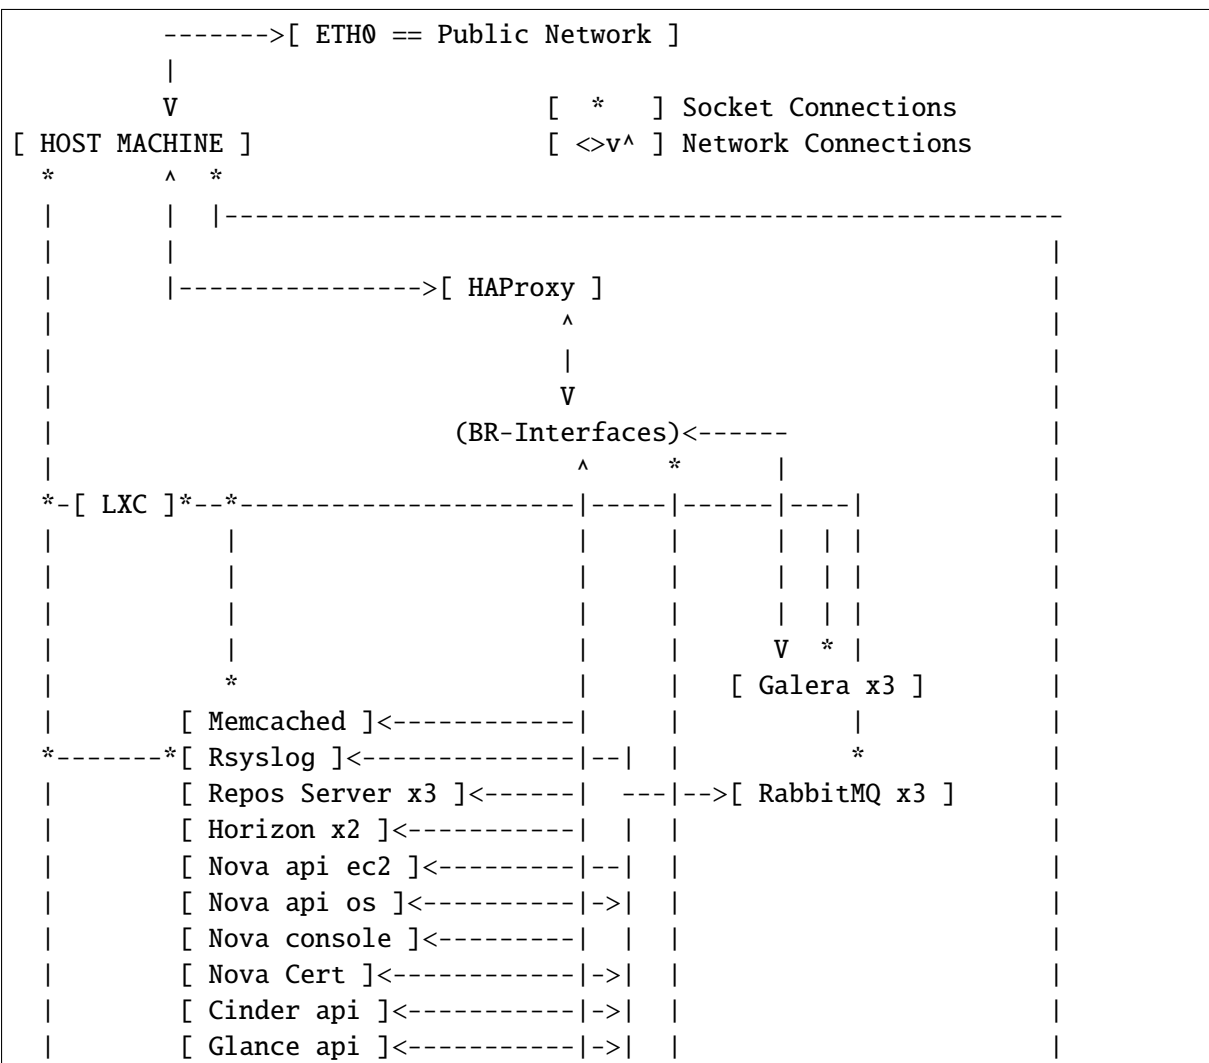 ------->[ ETH0 == Public Network ]
        |
        V                        [  *   ] Socket Connections
[ HOST MACHINE ]                   [ <>v^ ] Network Connections
  *       ^  *
  |       |  |-------------------------------------------------------
  |       |                                                         |
  |       |---------------->[ HAProxy ]                             |
  |                                 ^                               |
  |                                 |                               |
  |                                 V                               |
  |                          (BR-Interfaces)<------                 |
  |                                  ^     *      |                 |
  *-[ LXC ]*--*----------------------|-----|------|----|            |
  |           |                      |     |      |  | |            |
  |           |                      |     |      |  | |            |
  |           |                      |     |      |  | |            |
  |           |                      |     |      V  * |            |
  |           *                      |     |   [ Galera x3 ]        |
  |        [ Memcached ]<------------|     |           |            |
  *-------*[ Rsyslog ]<--------------|--|  |           *            |
  |        [ Repos Server x3 ]<------|  ---|-->[ RabbitMQ x3 ]      |
  |        [ Horizon x2 ]<-----------|  |  |                        |
  |        [ Nova api ec2 ]<---------|--|  |                        |
  |        [ Nova api os ]<----------|->|  |                        |
  |        [ Nova console ]<---------|  |  |                        |
  |        [ Nova Cert ]<------------|->|  |                        |
  |        [ Cinder api ]<-----------|->|  |                        |
  |        [ Glance api ]<-----------|->|  |                        |